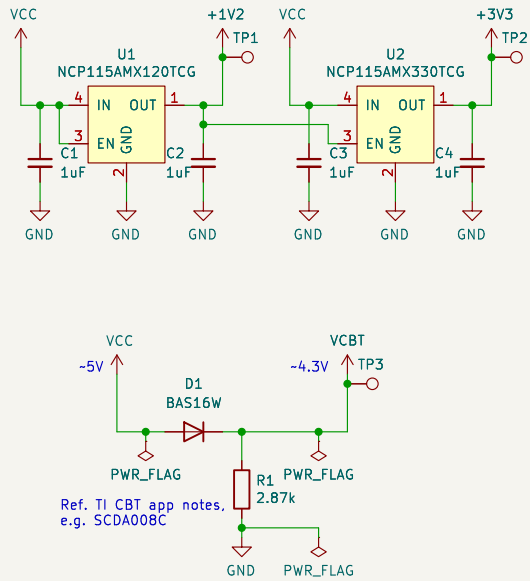 VCC
+1V2
VCC
+3V3
U1
TP1
U2
TP2
NCP115AMX120TCG
NCP115AMX330TCG
4
IN
OUT
1
4
IN
OUT
1
3
EN
GND
3
EN
GND
C1
C2
C3
C4
1uF
1uF
1uF
1uF
2
2
GND
GND
GND
GND
GND
GND
VCC
VCBT
~5V
~4.3V
TP3
D1
BAS16W
PWR_FLAG
PWR_FLAG
R1
2.87k
Ref. TI CBT app notes,
e.g. SCDA008C
GND
PWR_FLAG